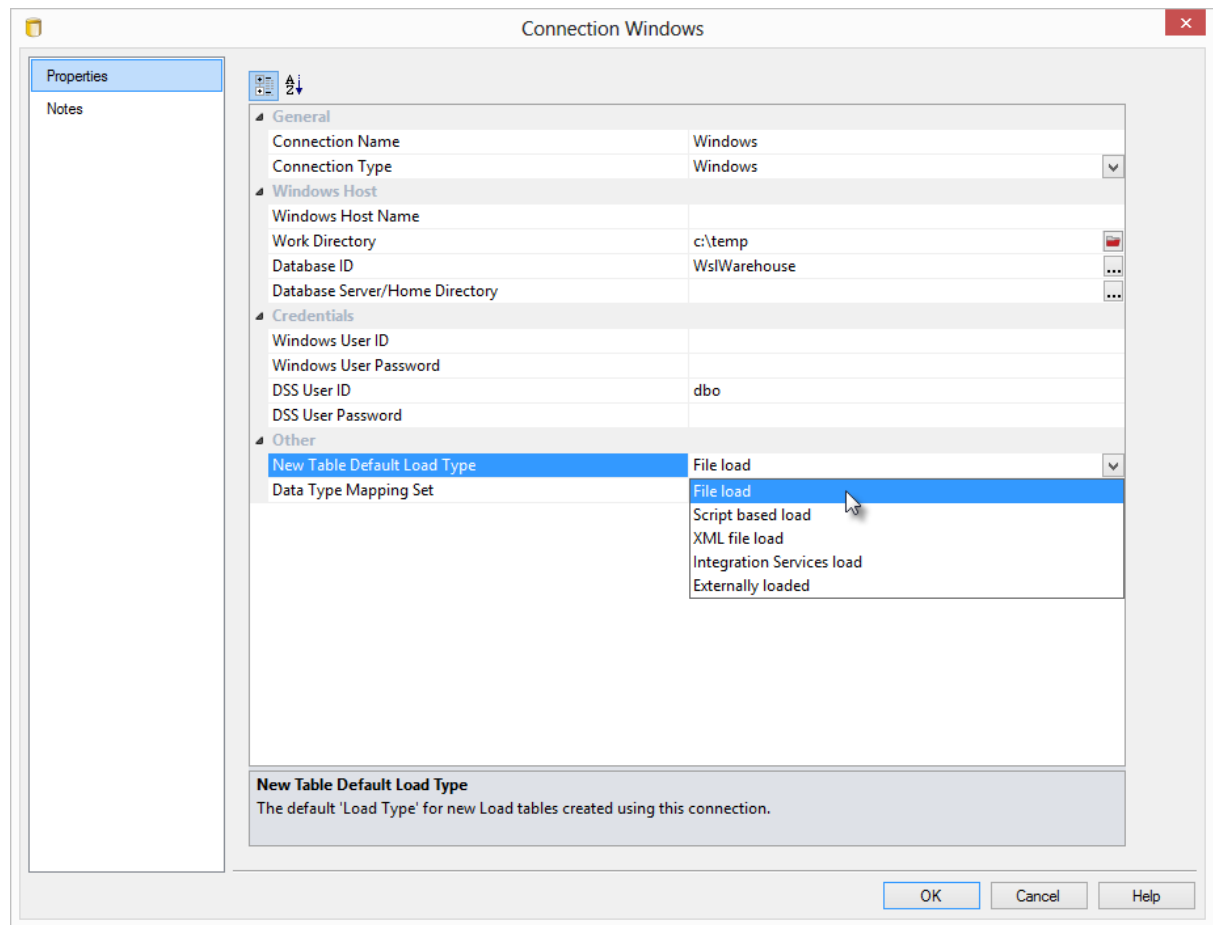 Connection Windows
Properties
Notes
General
Connection Name Windows
Connection Type Windows
Windows Host
Windows Host Name
Work Directory c:\temp
Database ID WslWarehouse
Database Server/Home Directory
Credentials
Windows User ID
Windows User Password
DSS User ID dbo
DSS User Password
Other
New Table Default Load Type File load
Data Type Mapping Set File load
Script based load
XML file load
Integration Services load
Externally loaded
New Table Default Load Type
The default 'Load Type' for new Load tables created using this connection.
OK Cancel Help